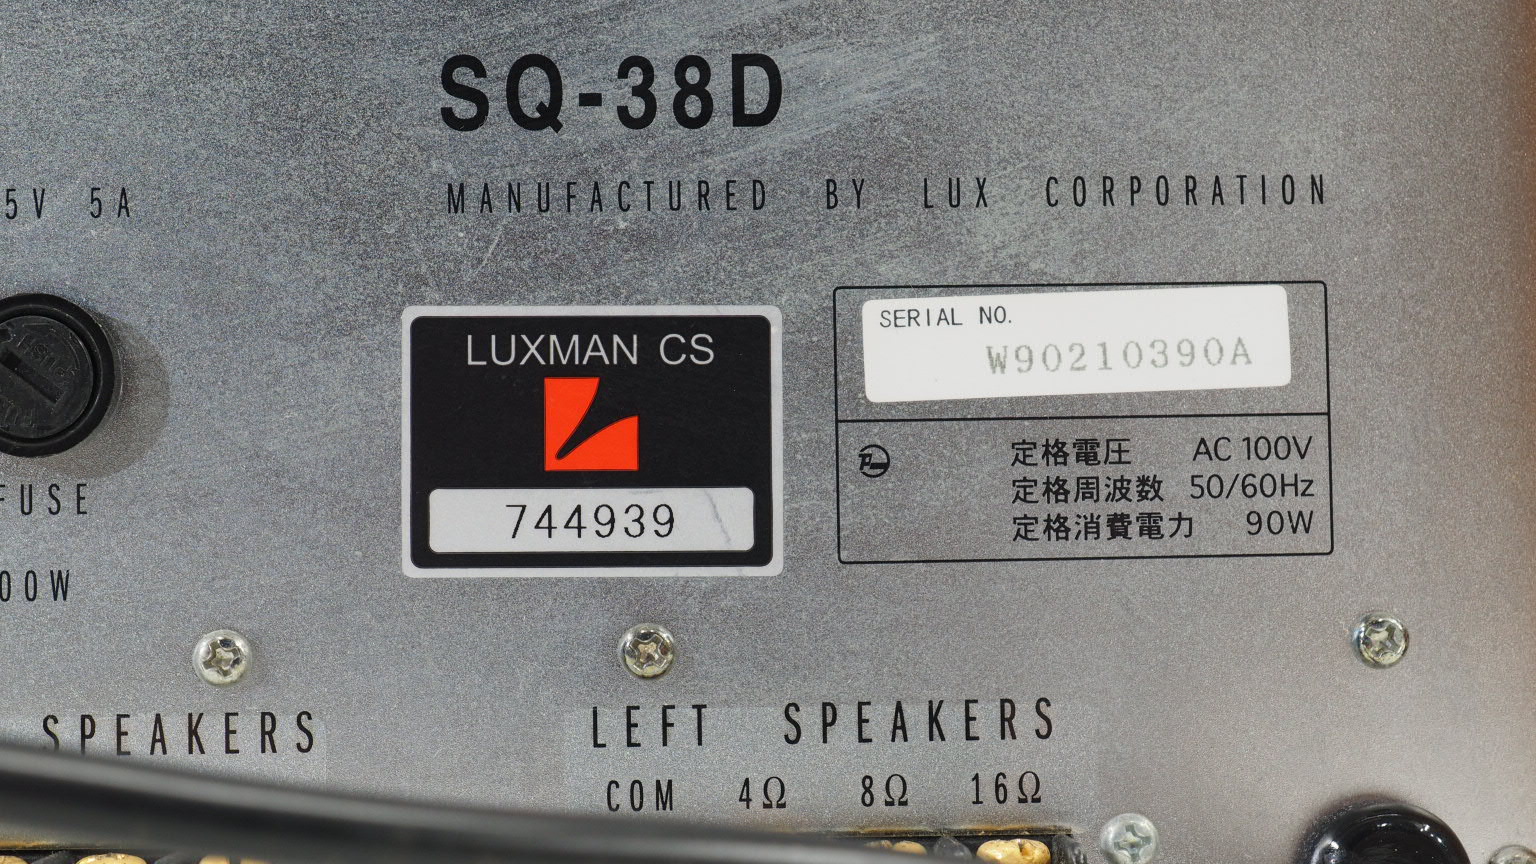 SQ-38D
MANUFACTURED BY LUX CORPORATION
5V 5A
LUXMAN CS
744939
SERIAL NO.
W90210390A
定格電圧 AC 100V
定格周波数 50/60Hz
定格消費電力 90W
FUSE
00W
SPEAKERS
LEFT SPEAKERS
COM 4Ω 8Ω 16Ω